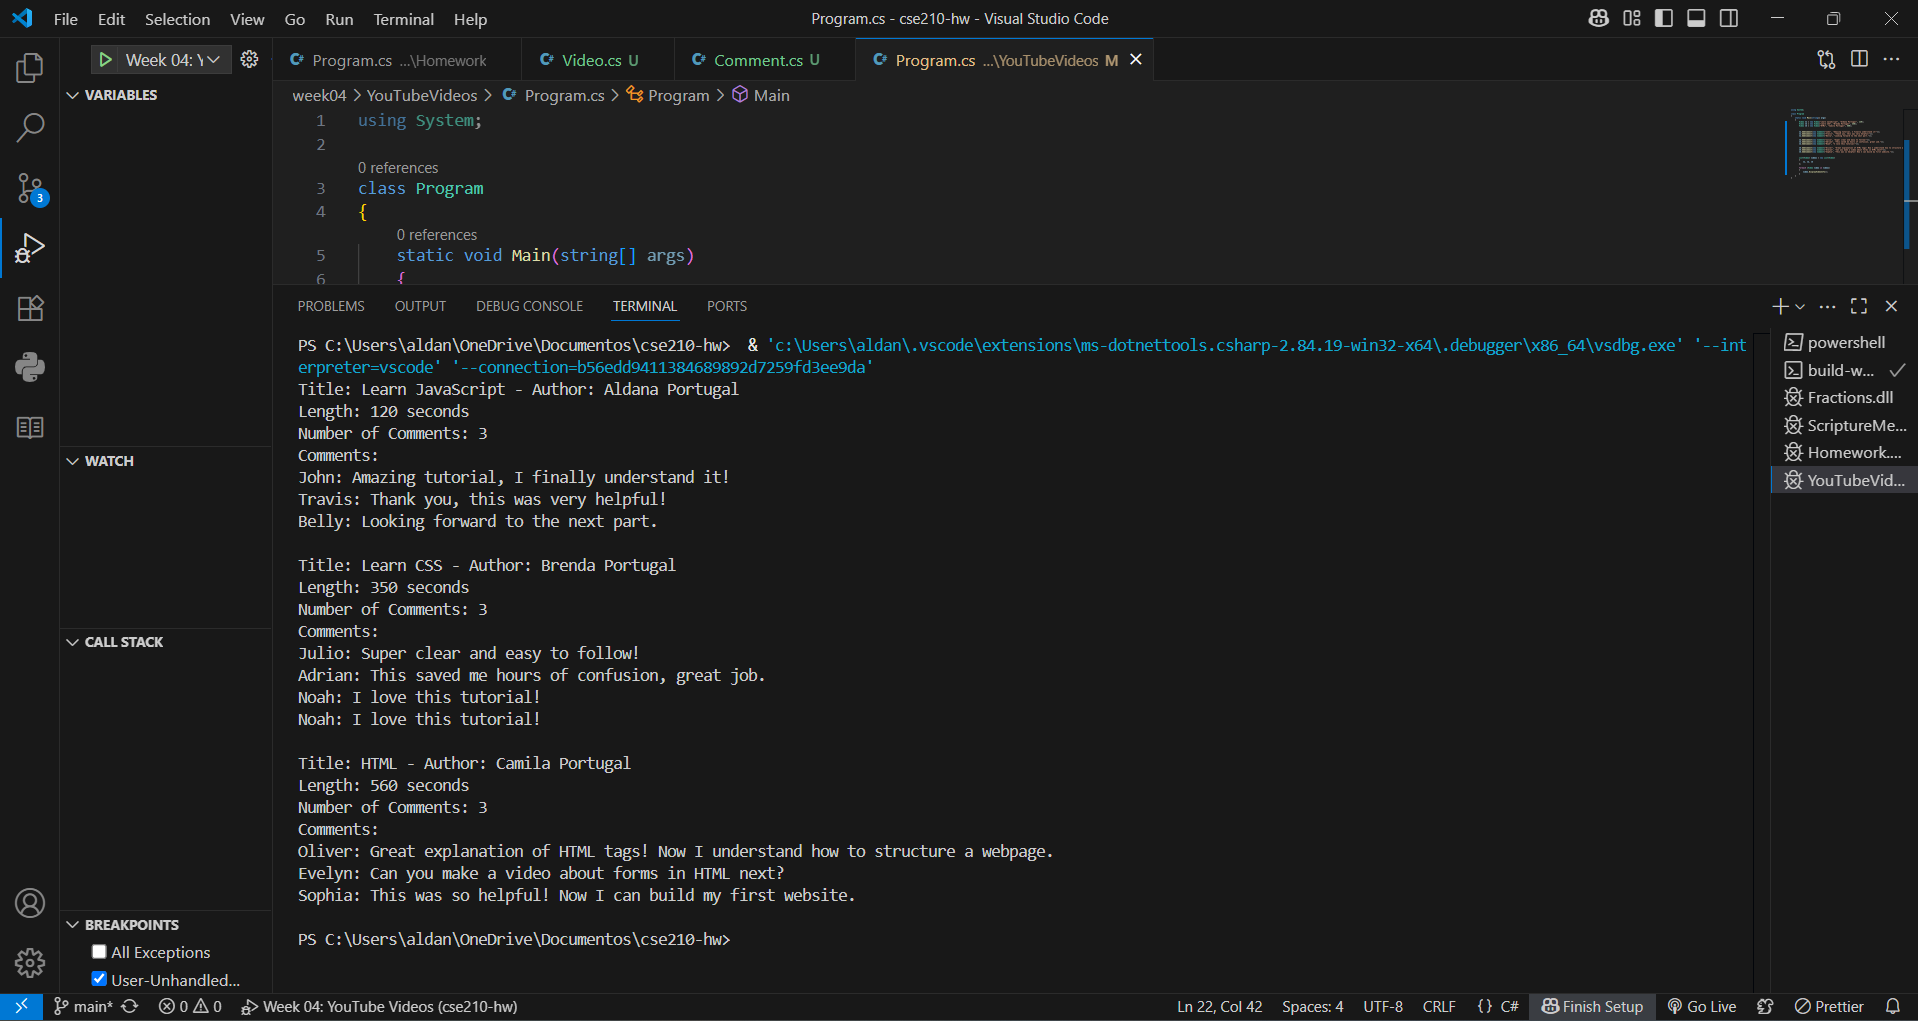 File Edit Selection View Go Run Terminal Help
Program.cs - cse210-hw - Visual Studio Code
Week 04: Y
Program.cs ...\Homework
Video.cs U
Comment.cs U
Program.cs ...\YouTubeVideos M
week04 > YouTubeVideos > Program.cs > Program > Main
VARIABLES
WATCH
CALL STACK
BREAKPOINTS
All Exceptions
User-Unhandled...
3
1 using System;
2
0 references
3 class Program
4 {
0 references
5 static void Main(string[] args)
6 {
PROBLEMS OUTPUT DEBUG CONSOLE TERMINAL PORTS
PS C:\Users\aldan\OneDrive\Documentos\cse210-hw> & 'c:\Users\aldan\.vscode\extensions\ms-dotnettools.csharp-2.84.19-win32-x64\.debugger\x86_64\vsdbg.exe' '--int
erpreter=vscode' '--connection=b56edd9411384689892d7259fd3ee9da'
Title: Learn JavaScript - Author: Aldana Portugal
Length: 120 seconds
Number of Comments: 3
Comments:
John: Amazing tutorial, I finally understand it!
Travis: Thank you, this was very helpful!
Belly: Looking forward to the next part.
Title: Learn CSS - Author: Brenda Portugal
Length: 350 seconds
Number of Comments: 3
Comments:
Julio: Super clear and easy to follow!
Adrian: This saved me hours of confusion, great job.
Noah: I love this tutorial!
Noah: I love this tutorial!
Title: HTML - Author: Camila Portugal
Length: 560 seconds
Number of Comments: 3
Comments:
Oliver: Great explanation of HTML tags! Now I understand how to structure a webpage.
Evelyn: Can you make a video about forms in HTML next?
Sophia: This was so helpful! Now I can build my first website.
PS C:\Users\aldan\OneDrive\Documentos\cse210-hw>
powershell
build-w...
Fractions.dll
ScriptureMe...
Homework....
YouTubeVid...
main* 0 0 Week 04: YouTube Videos (cse210-hw)
Ln 22, Col 42 Spaces: 4 UTF-8 CRLF {} C# Finish Setup Go Live Prettier